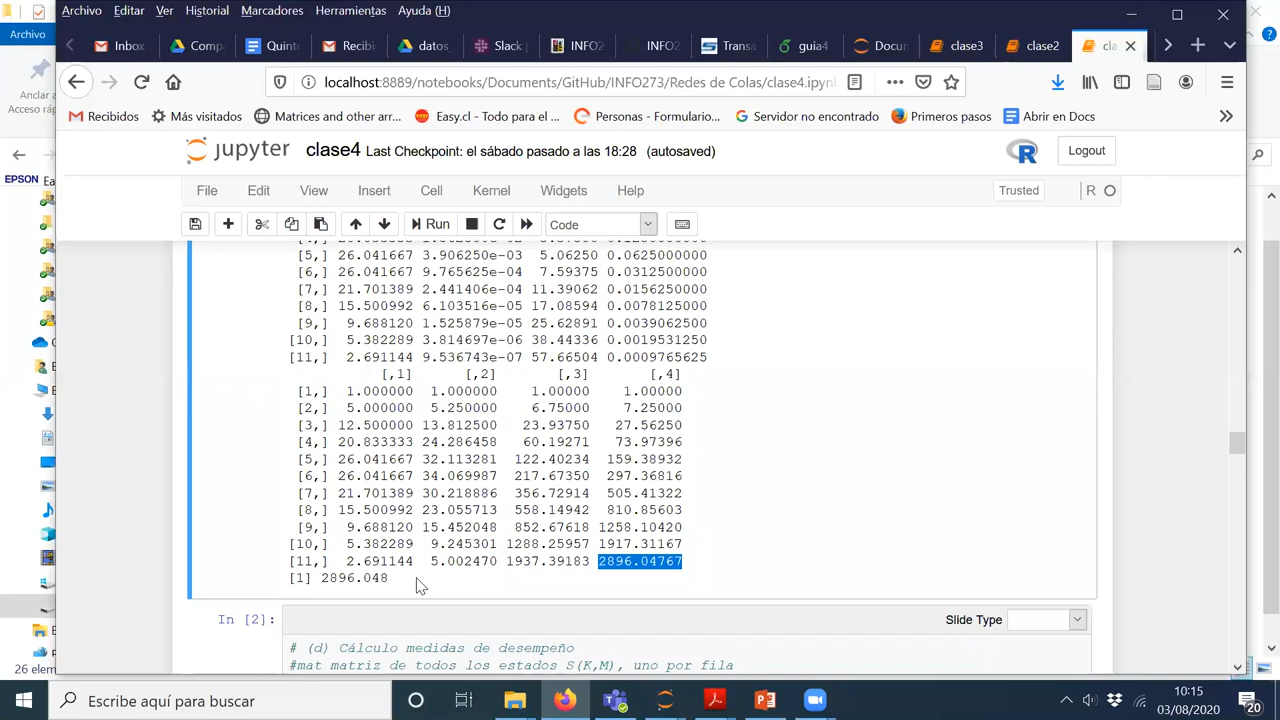 Archivo Editar Ver Historial Marcadores Herramientas Ayuda (H)
Archivo
Inbox Comp Quint Recibi Slack INFO2 INFO2 Transa guia4 Docum clase3 clase2 cla
localhost:8889/notebooks/Documents/GitHub/INFO273/Redes de Colas/clase4.ipyn
Anclar a
Acceso ráp
Recibidos Más visitados Matrices and other arr... Easy.cl - Todo para el ... Personas - Formulario... Servidor no encontrado Primeros pasos Abrir en Docs
jupyter clase4 Last Checkpoint: el sábado pasado a las 18:28 (autosaved) Logout
EPSON Ea
File Edit View Insert Cell Kernel Widgets Help Trusted R
Run Code
[5,] 26.041667 3.906250e-03 5.06250 0.0625000000
[6,] 26.041667 9.765625e-04 7.59375 0.0312500000
[7,] 21.701389 2.441406e-04 11.39062 0.0156250000
[8,] 15.500992 6.103516e-05 17.08594 0.0078125000
[9,] 9.688120 1.525879e-05 25.62891 0.0039062500
[10,] 5.382289 3.814697e-06 38.44336 0.0019531250
[11,] 2.691144 9.536743e-07 57.66504 0.0009765625
[,1] [,2] [,3] [,4]
[1,] 1.000000 1.000000 1.00000 1.00000
[2,] 5.000000 5.250000 6.75000 7.25000
[3,] 12.500000 13.812500 23.93750 27.56250
[4,] 20.833333 24.286458 60.19271 73.97396
[5,] 26.041667 32.113281 122.40234 159.38932
[6,] 26.041667 34.069987 217.67350 297.36816
[7,] 21.701389 30.218886 356.72914 505.41322
[8,] 15.500992 23.055713 558.14942 810.85603
[9,] 9.688120 15.452048 852.67618 1258.10420
[10,] 5.382289 9.245301 1288.25957 1917.31167
[11,] 2.691144 5.002470 1937.39183 2896.04767
[1] 2896.048
In [2]: Slide Type
# (d) Cálculo medidas de desempeño
#mat matriz de todos los estados S(K,M), uno por fila
26 elem
Escribe aquí para buscar
10:15
03/08/2020
20